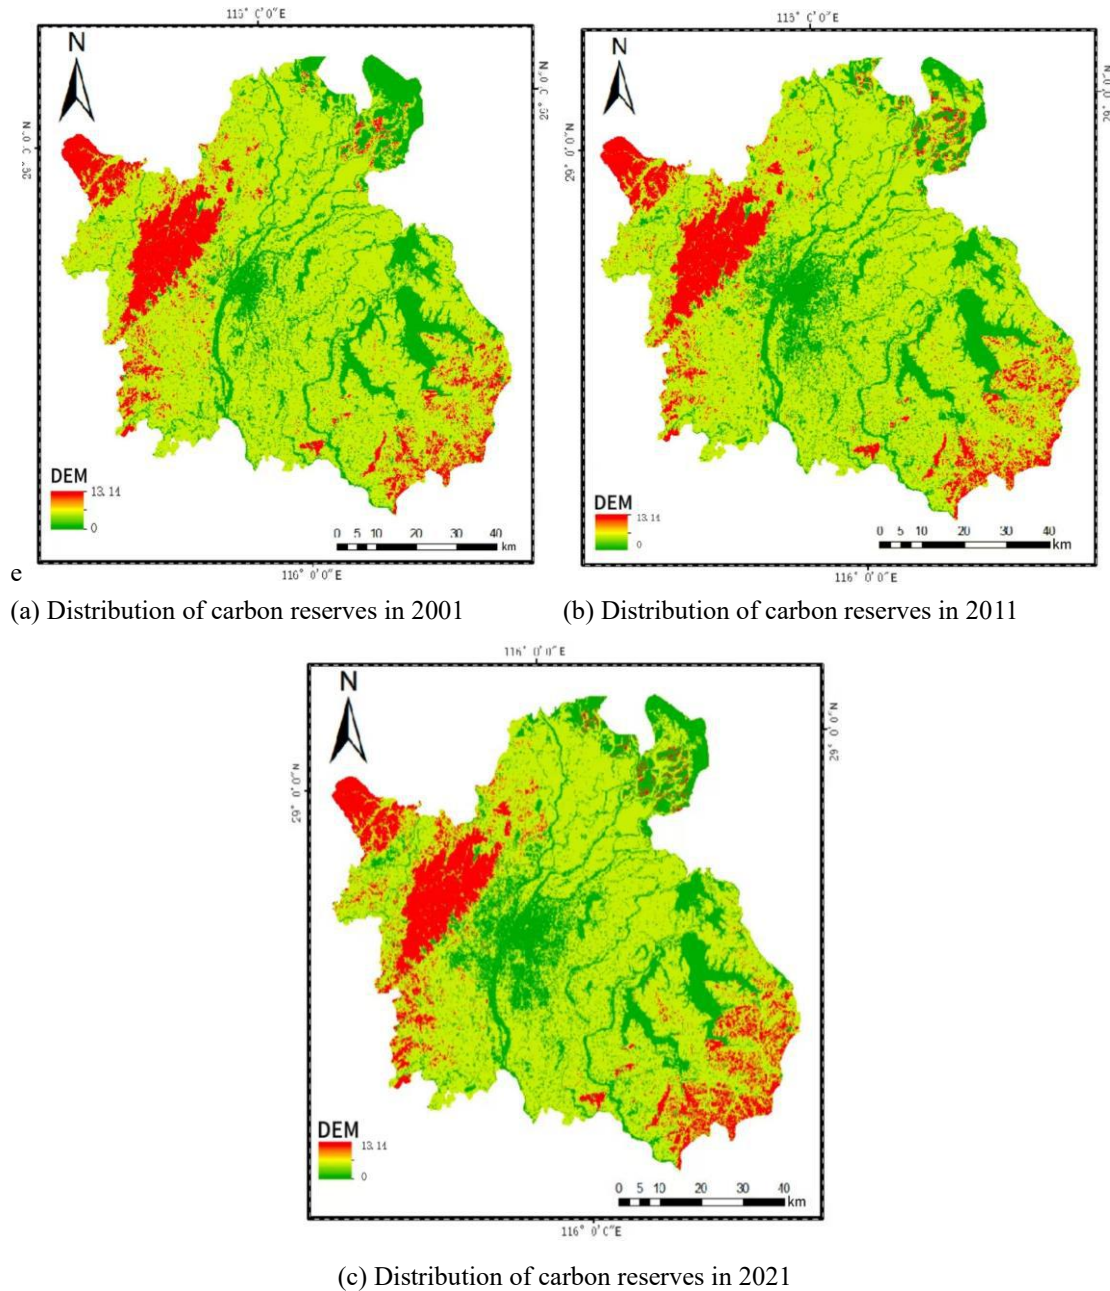 115° 0′0″E
N
29° 0′0″N
29° 0′0″N
DEM
13.14
0
0 5 10 20 30 40
km
116° 0′0″E
e
(a) Distribution of carbon reserves in 2001
115° 0′0″E
N
29° 0′0″N
29° 0′0″N
DEM
13.14
0
0 5 10 20 30 40
km
116° 0′0″E
(b) Distribution of carbon reserves in 2011
116° 0′0″E
N
29° 0′0″N
29° 0′0″N
DEM
13.14
0
0 5 10 20 30 40
km
116° 0′0″E
(c) Distribution of carbon reserves in 2021